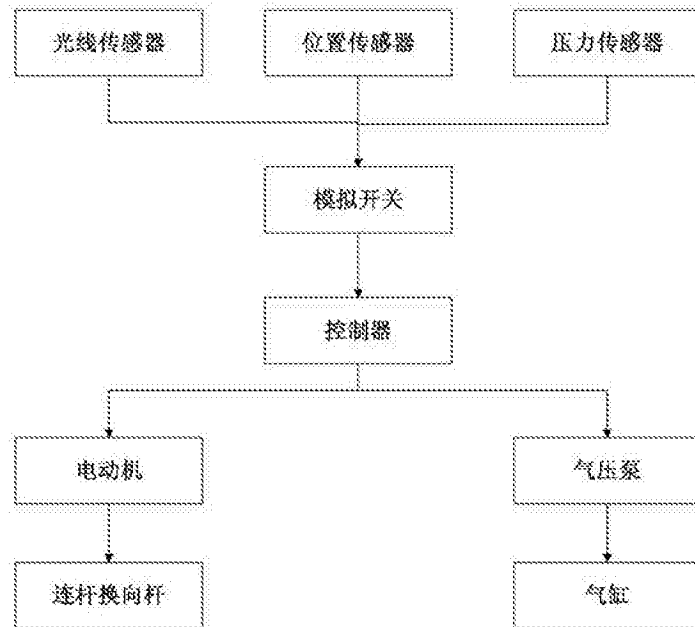 光线传感器
位置传感器
压力传感器
模拟开关
控制器
电动机
气压泵
连杆换向杆
气缸